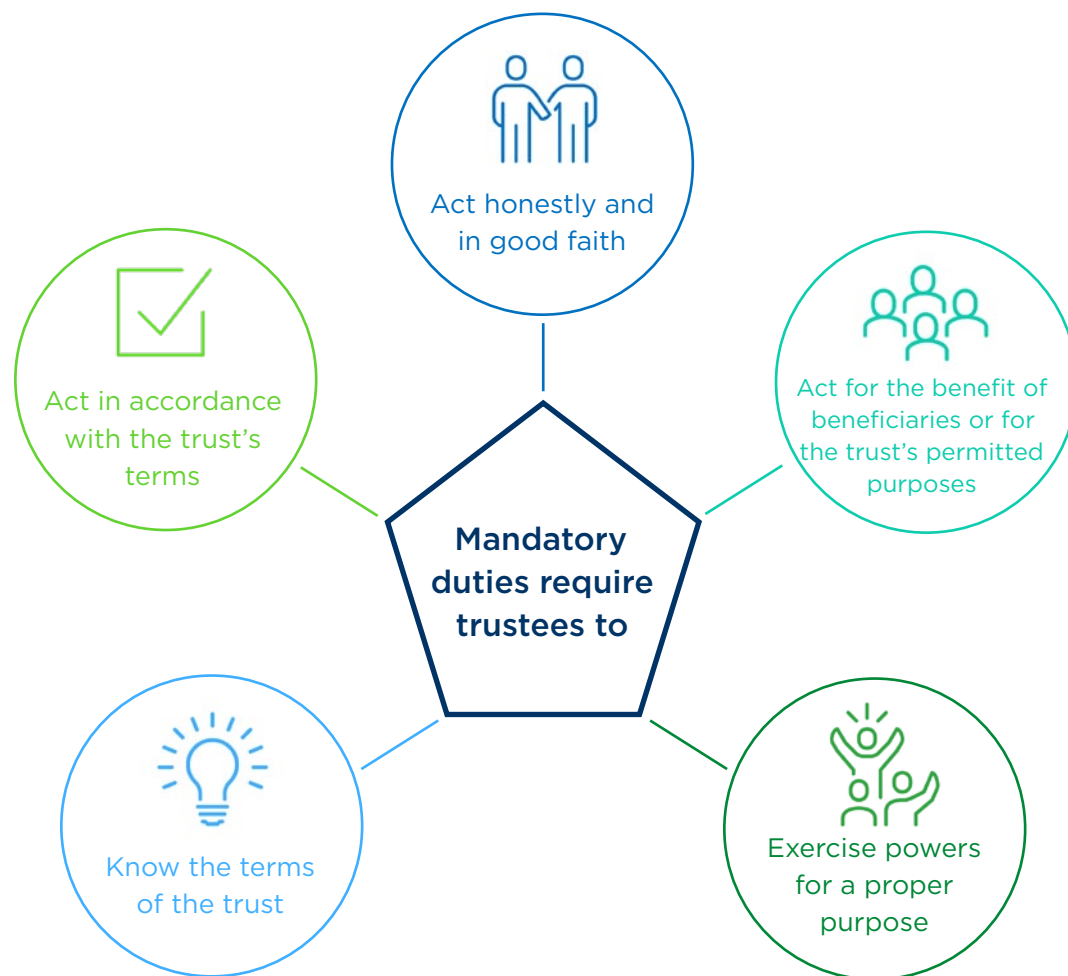 Act honestly and
in good faith
Act in accordance
with the trust's
terms
Act for the benefit of
beneficiaries or for
the trust's permitted
purposes
Mandatory
duties require
trustees to
Know the terms
of the trust
Exercise powers
for a proper
purpose